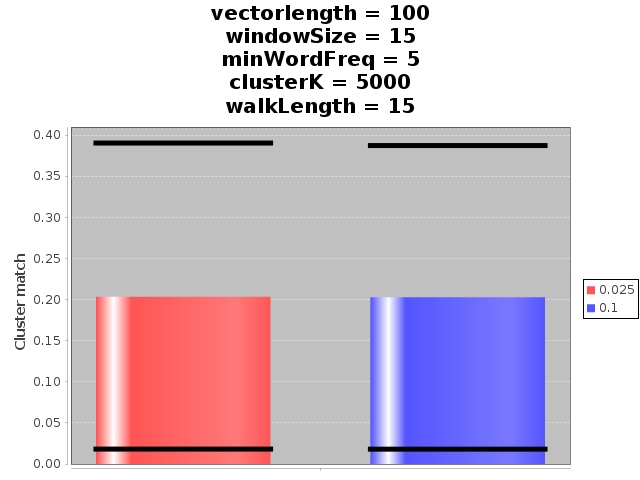 vectorlength = 100
windowSize = 15
minWordFreq = 5
clusterK = 5000
walkLength = 15
0.40
0.35
0.30
0.25
0.20
0.15
0.10
0.05
0.00
Cluster match
0.025
0.1